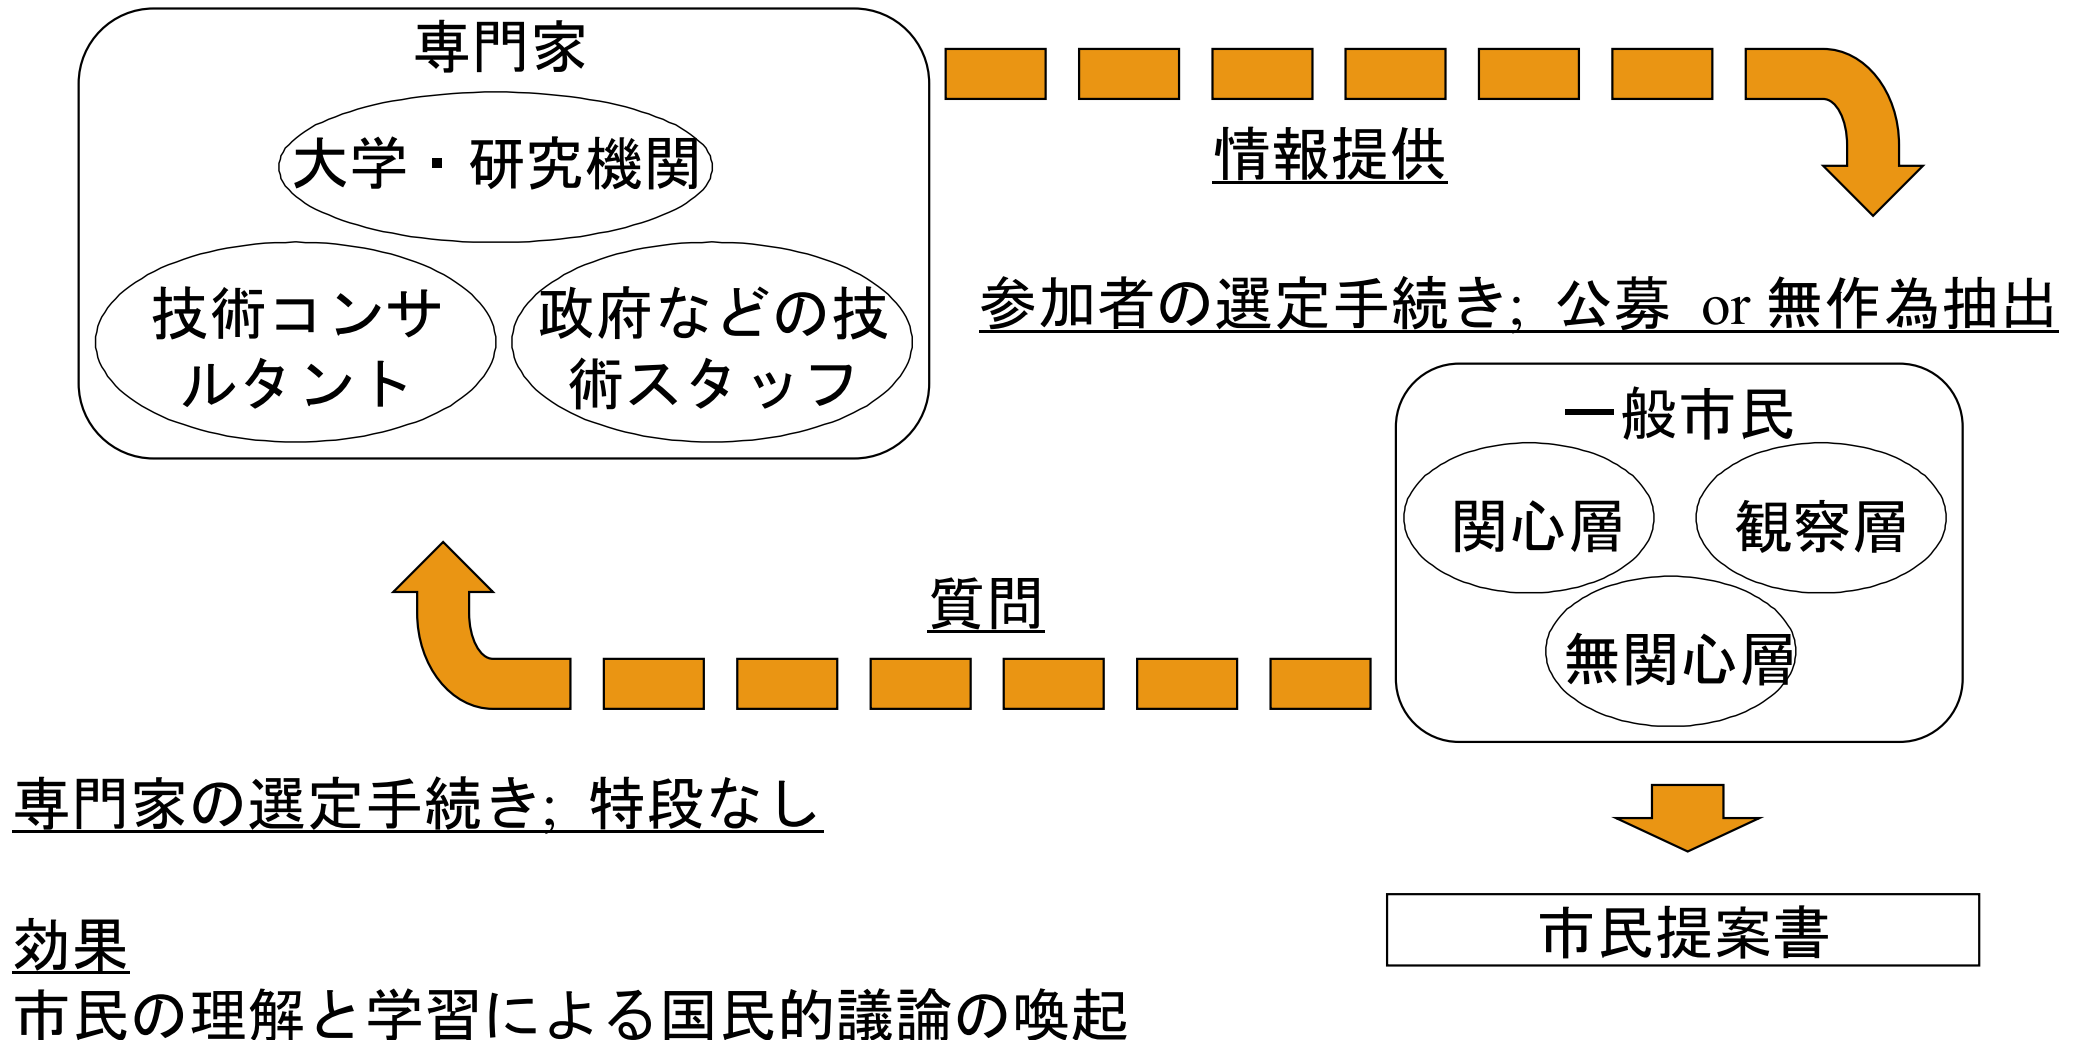 専門家
大学・研究機関
技術コンサ
ルタント
政府などの技
術スタッフ
情報提供
参加者の選定手続き; 公募 or 無作為抽出
一般市民
関心層
観察層
無関心層
質問
専門家の選定手続き; 特段なし
市民提案書
効果
市民の理解と学習による国民的議論の喚起